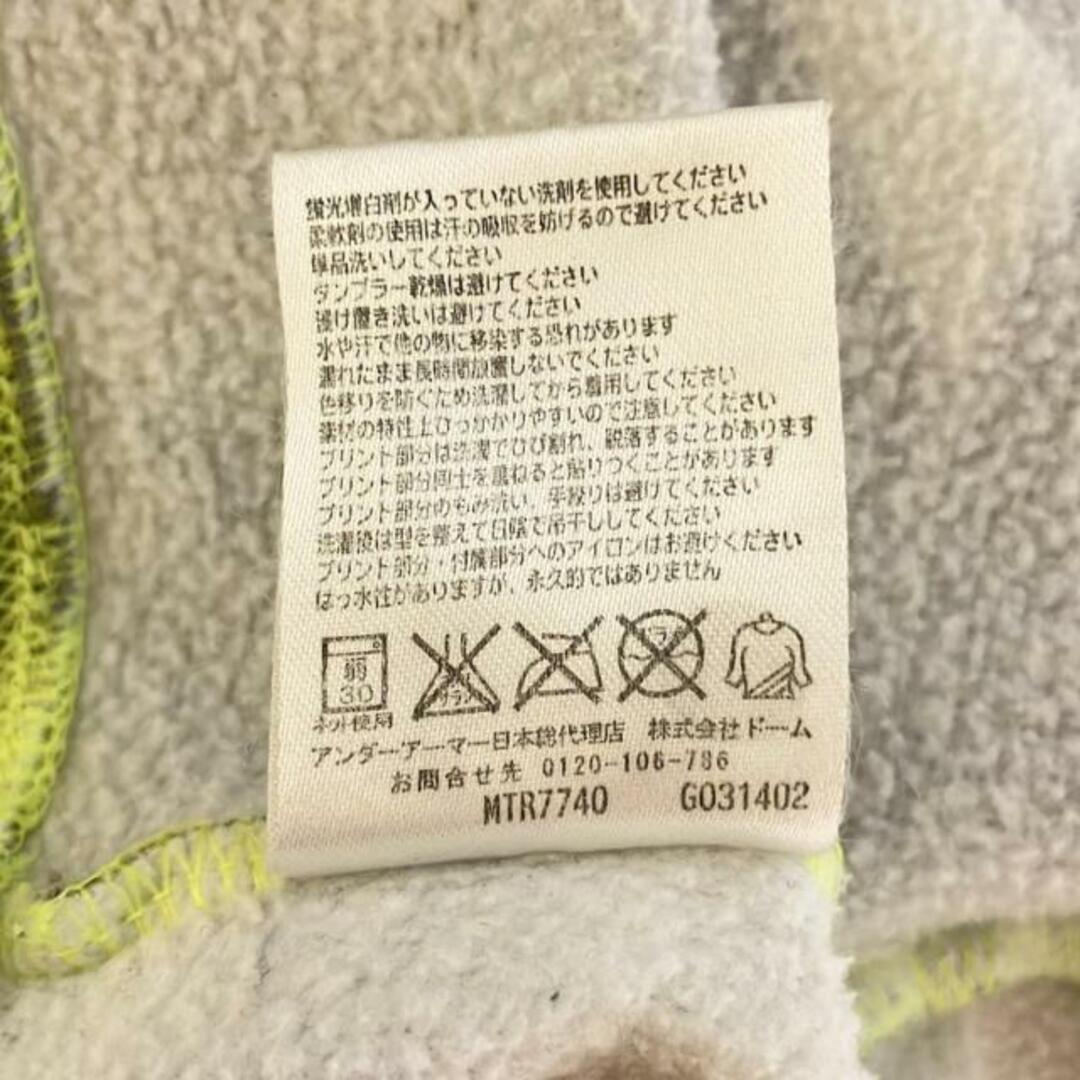 蛍光増白剤が入っていない洗剤を使用してください
柔軟剤の使用は汗の吸収を妨げるので避けてください
単品洗いしてください
タンブラー乾燥は避けてください
浸け置き洗いは避けてください
水や汗で他の物に移染する恐れがあります
濡れたまま長時間放置しないでください
色移りを防ぐため洗濯してから着用してください
素材の特性上ひっかかりやすいので注意してください
プリント部分は洗濯でひび割れ、脱落することがあります
プリント部分同士を重ねると貼りつくことがあります
プリント部分のもみ洗い、手絞りは避けてください
洗濯後は型を整えて日陰で吊干ししてください
プリント部分・付属部分へのアイロンはお避けください
はっ水性がありますが、永久的ではありません
弱
30
ネット使用
アンダーアーマー日本総代理店 株式会社ドーム
お問合せ先 0120-106-786
MTR7740 G031402